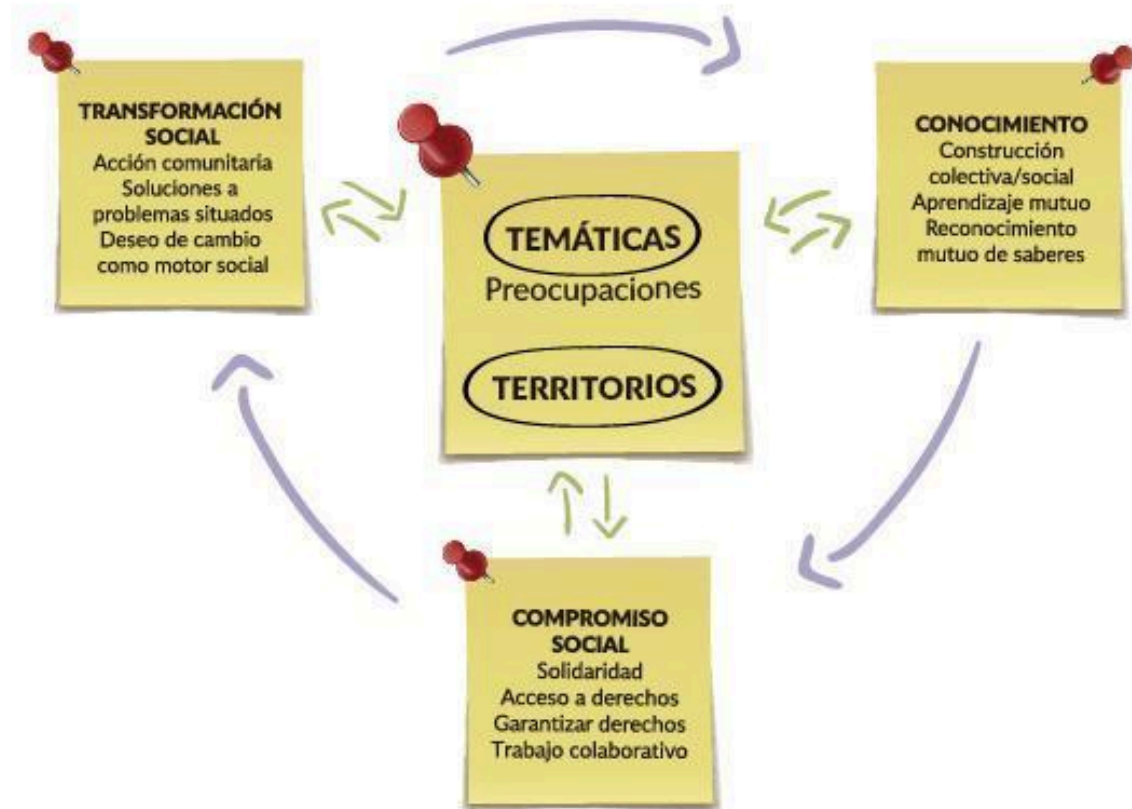 TRANSFORMACIÓN
SOCIAL
Acción comunitaria
Soluciones a
problemas situados
Deseo de cambio
como motor social
TEMÁTICAS
Preocupaciones
TERRITORIOS
CONOCIMIENTO
Construcción
colectiva/social
Aprendizaje mutuo
Reconocimiento
mutuo de saberes
COMPROMISO
SOCIAL
Solidaridad
Acceso a derechos
Garantizar derechos
Trabajo colaborativo